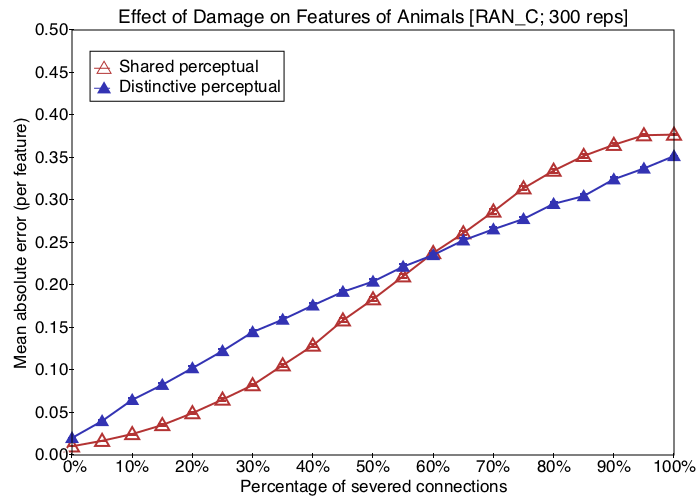 Effect of Damage on Features of Animals [RAN_C; 300 reps]
0.50
0.45
0.40
0.35
0.30
0.25
0.20
0.15
0.10
0.05
0.00
Mean absolute error (per feature)
Shared perceptual
Distinctive perceptual
0% 10% 20% 30% 40% 50% 60% 70% 80% 90% 100%
Percentage of severed connections